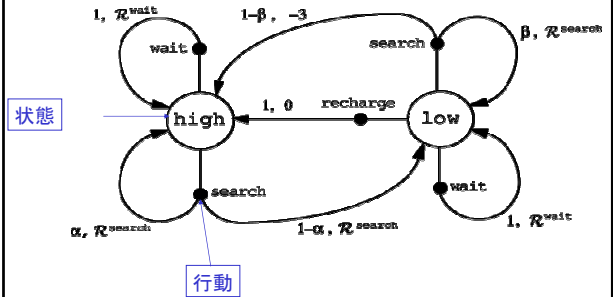 1, R^wait
1−β, −3
wait
search
β, R^search
状態
high
1, 0
recharge
low
search
wait
α, R^search
1−α, R^search
1, R^wait
行動